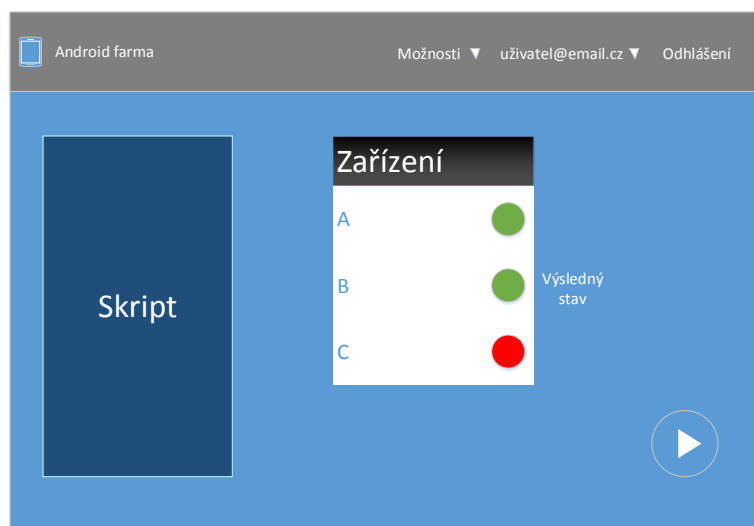 Android farma
Možnosti
uživatel@email.cz
Odhlášení
Skript
Zařízení
A
B
C
Výsledný
stav